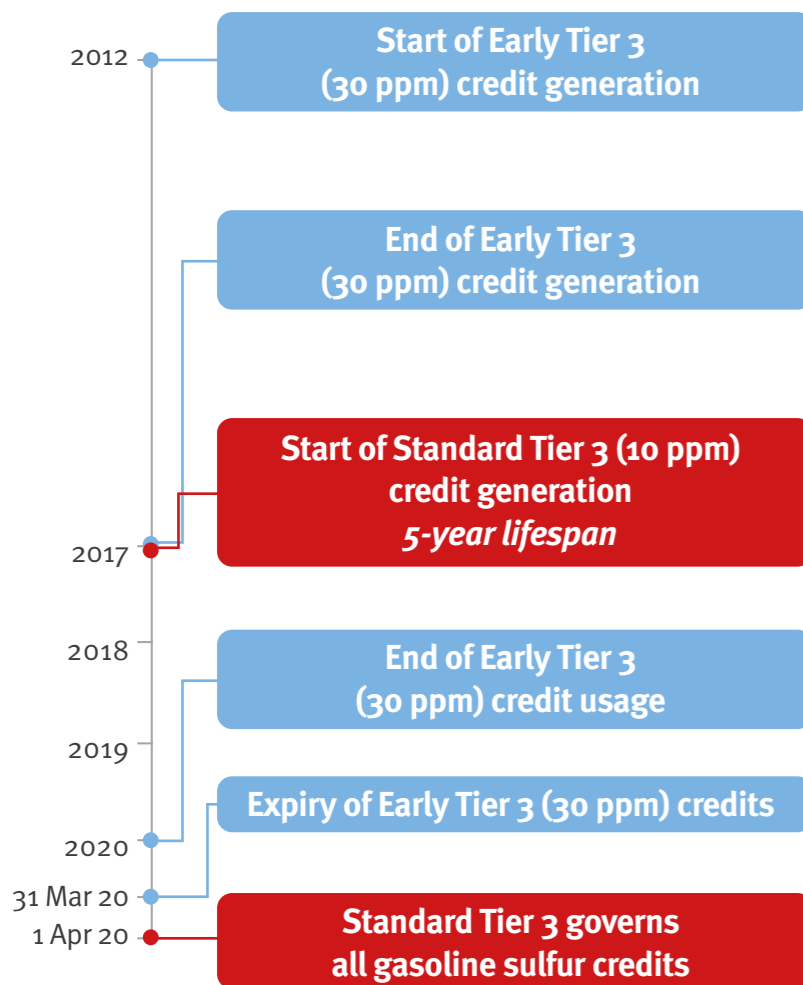 2012
Start of Early Tier 3
(30 ppm) credit generation
End of Early Tier 3
(30 ppm) credit generation
Start of Standard Tier 3 (10 ppm)
credit generation
5-year lifespan
2017
2018
End of Early Tier 3
(30 ppm) credit usage
2019
Expiry of Early Tier 3 (30 ppm) credits
2020
31 Mar 20
1 Apr 20
Standard Tier 3 governs
all gasoline sulfur credits